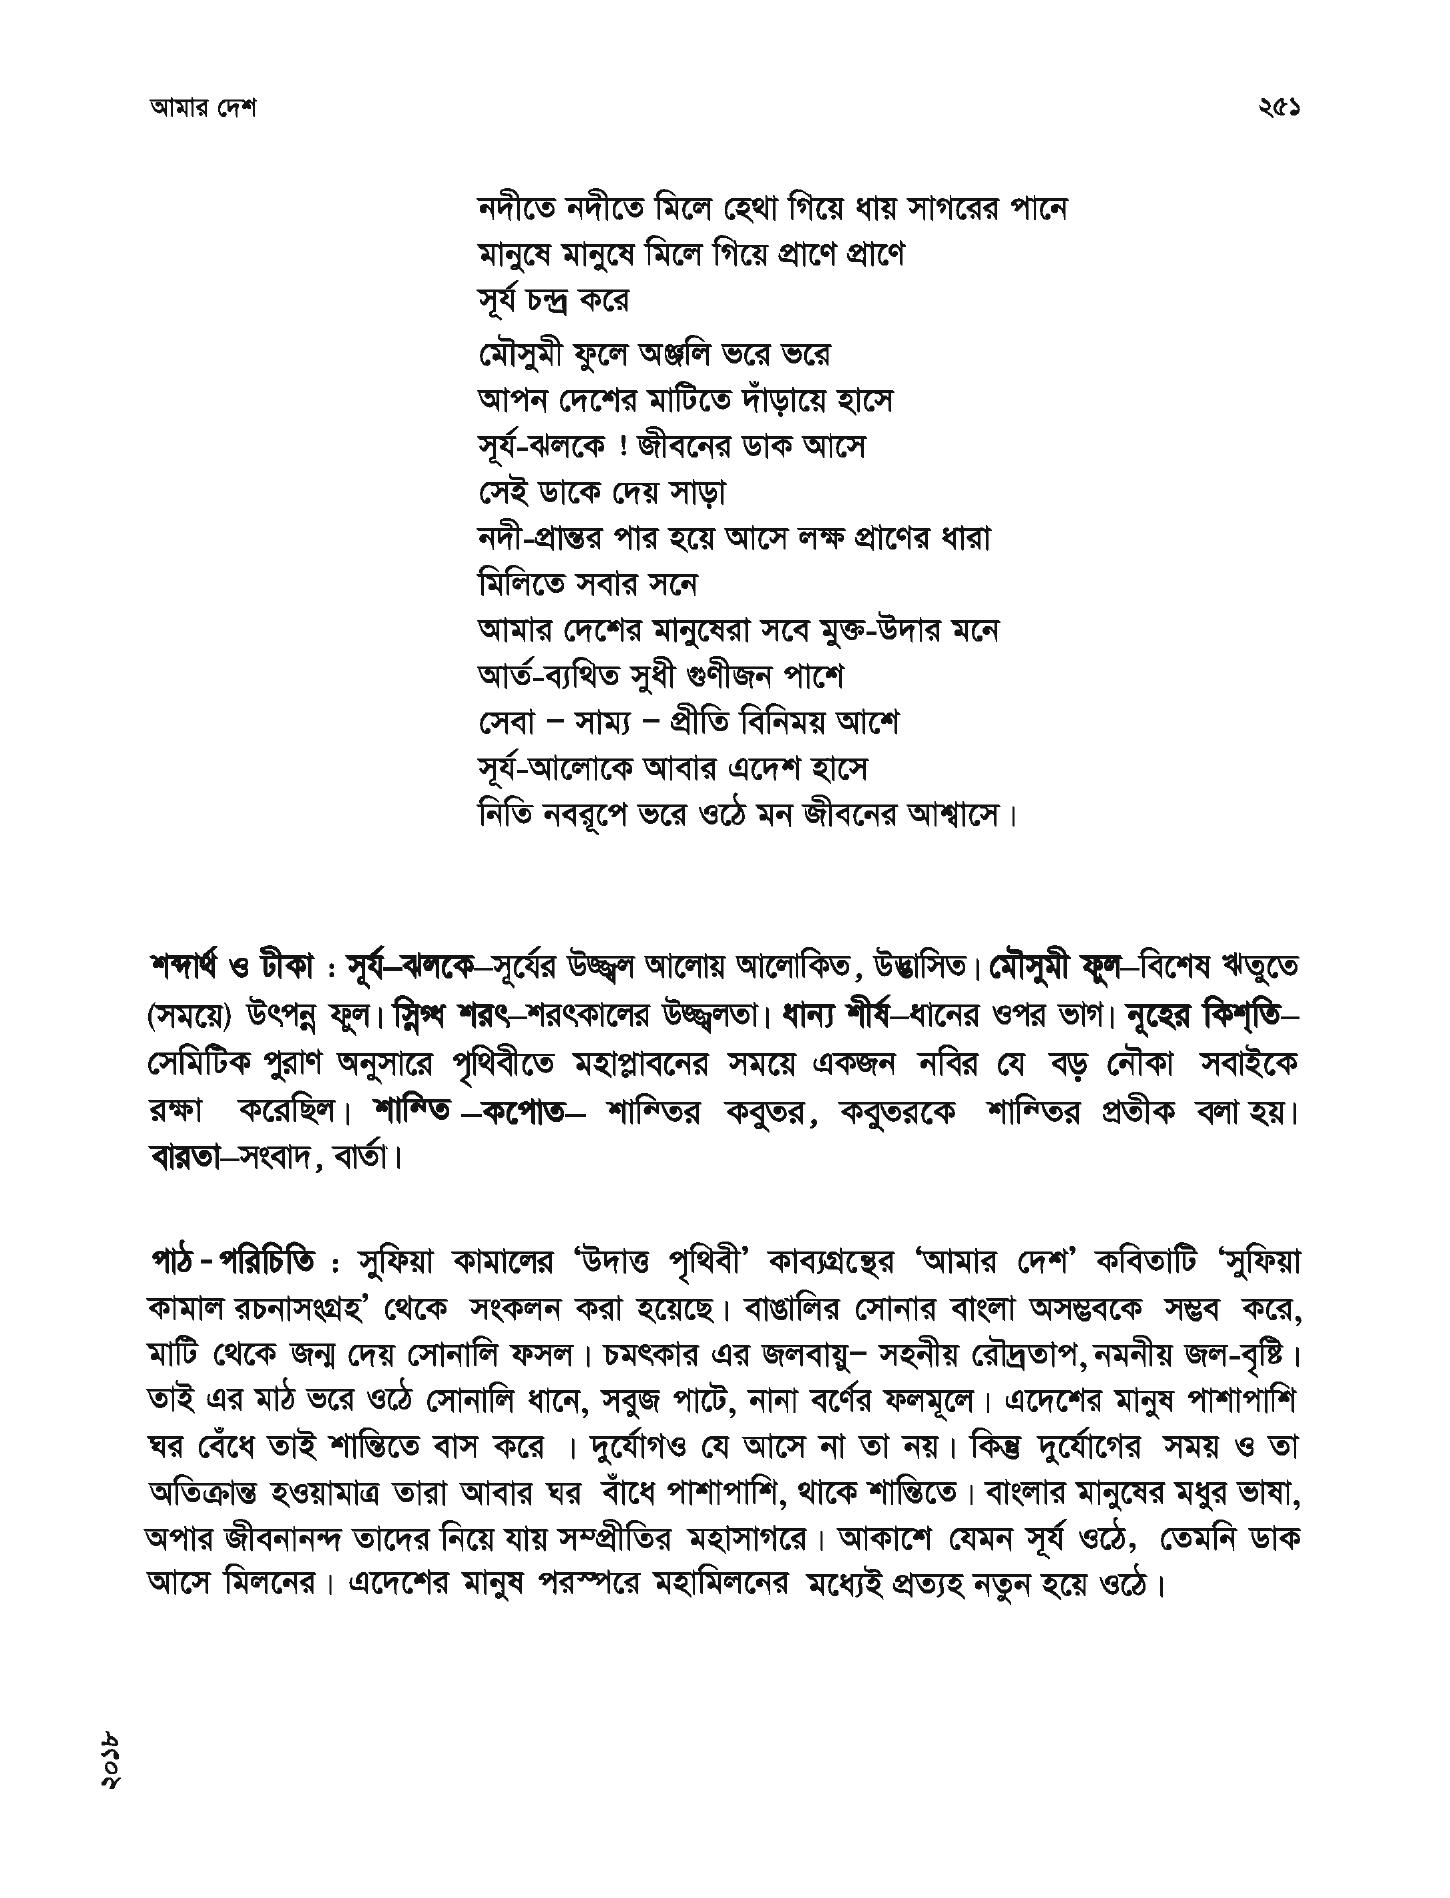 আমার দেশ ২৫১
নদীতে নদীতে মিলে হেথা গিয়ে ধায় সাগরের পানে
মানুষে মানুষে মিলে গিয়ে প্রাণে প্রাণে
সূর্য চন্দ্র করে
মৌসুমী ফুলে অঞ্জলি ভরে ভরে
আপন দেশের মাটিতে দাঁড়ায়ে হাসে
সূর্য-ঝলকে ! জীবনের ডাক আসে
সেই ডাকে দেয় সাড়া
নদী-প্রান্তর পার হয়ে আসে লক্ষ প্রাণের ধারা
মিলিতে সবার সনে
আমার দেশের মানুষেরা সবে মুক্ত-উদার মনে
আর্ত-ব্যথিত সুধী গুণীজন পাশে
সেবা – সাম্য – প্রীতি বিনিময় আশে
সূর্য-আলোকে আবার এদেশ হাসে
নিতি নবরূপে ভরে ওঠে মন জীবনের আশ্বাসে।
শব্দার্থ ও টীকা : সূর্য–ঝলকে–সূর্যের উজ্জ্বল আলোয় আলোকিত, উদ্ভাসিত। মৌসুমী ফুল–বিশেষ ঋতুতে
(সময়ে) উৎপন্ন ফুল। স্নিগ্ধ শরৎ–শরৎকালের উজ্জ্বলতা। ধান্য শীর্ষ–ধানের ওপর ভাগ। নূহের কিশ্‌তি–
সেমিটিক পুরাণ অনুসারে পৃথিবীতে মহাপ্লাবনের সময়ে একজন নবির যে বড় নৌকা সবাইকে
রক্ষা করেছিল। শান্তি –কপোত– শান্তির কবুতর, কবুতরকে শান্তির প্রতীক বলা হয়।
বারতা–সংবাদ, বার্তা।
পাঠ - পরিচিতি : সুফিয়া কামালের ‘উদাত্ত পৃথিবী’ কাব্যগ্রন্থের ‘আমার দেশ’ কবিতাটি ‘সুফিয়া
কামাল রচনাসংগ্রহ’ থেকে সংকলন করা হয়েছে। বাঙালির সোনার বাংলা অসম্ভবকে সম্ভব করে,
মাটি থেকে জন্ম দেয় সোনালি ফসল। চমৎকার এর জলবায়ু– সহনীয় রৌদ্রতাপ, নমনীয় জল-বৃষ্টি।
তাই এর মাঠ ভরে ওঠে সোনালি ধানে, সবুজ পাটে, নানা বর্ণের ফলমূলে। এদেশের মানুষ পাশাপাশি
ঘর বেঁধে তাই শান্তিতে বাস করে । দুর্যোগও যে আসে না তা নয়। কিন্তু দুর্যোগের সময় ও তা
অতিক্রান্ত হওয়ামাত্র তারা আবার ঘর বাঁধে পাশাপাশি, থাকে শান্তিতে। বাংলার মানুষের মধুর ভাষা,
অপার জীবনানন্দ তাদের নিয়ে যায় সম্প্রীতির মহাসাগরে। আকাশে যেমন সূর্য ওঠে, তেমনি ডাক
আসে মিলনের। এদেশের মানুষ পরস্পরে মহামিলনের মধ্যেই প্রত্যহ নতুন হয়ে ওঠে।
২০১৮